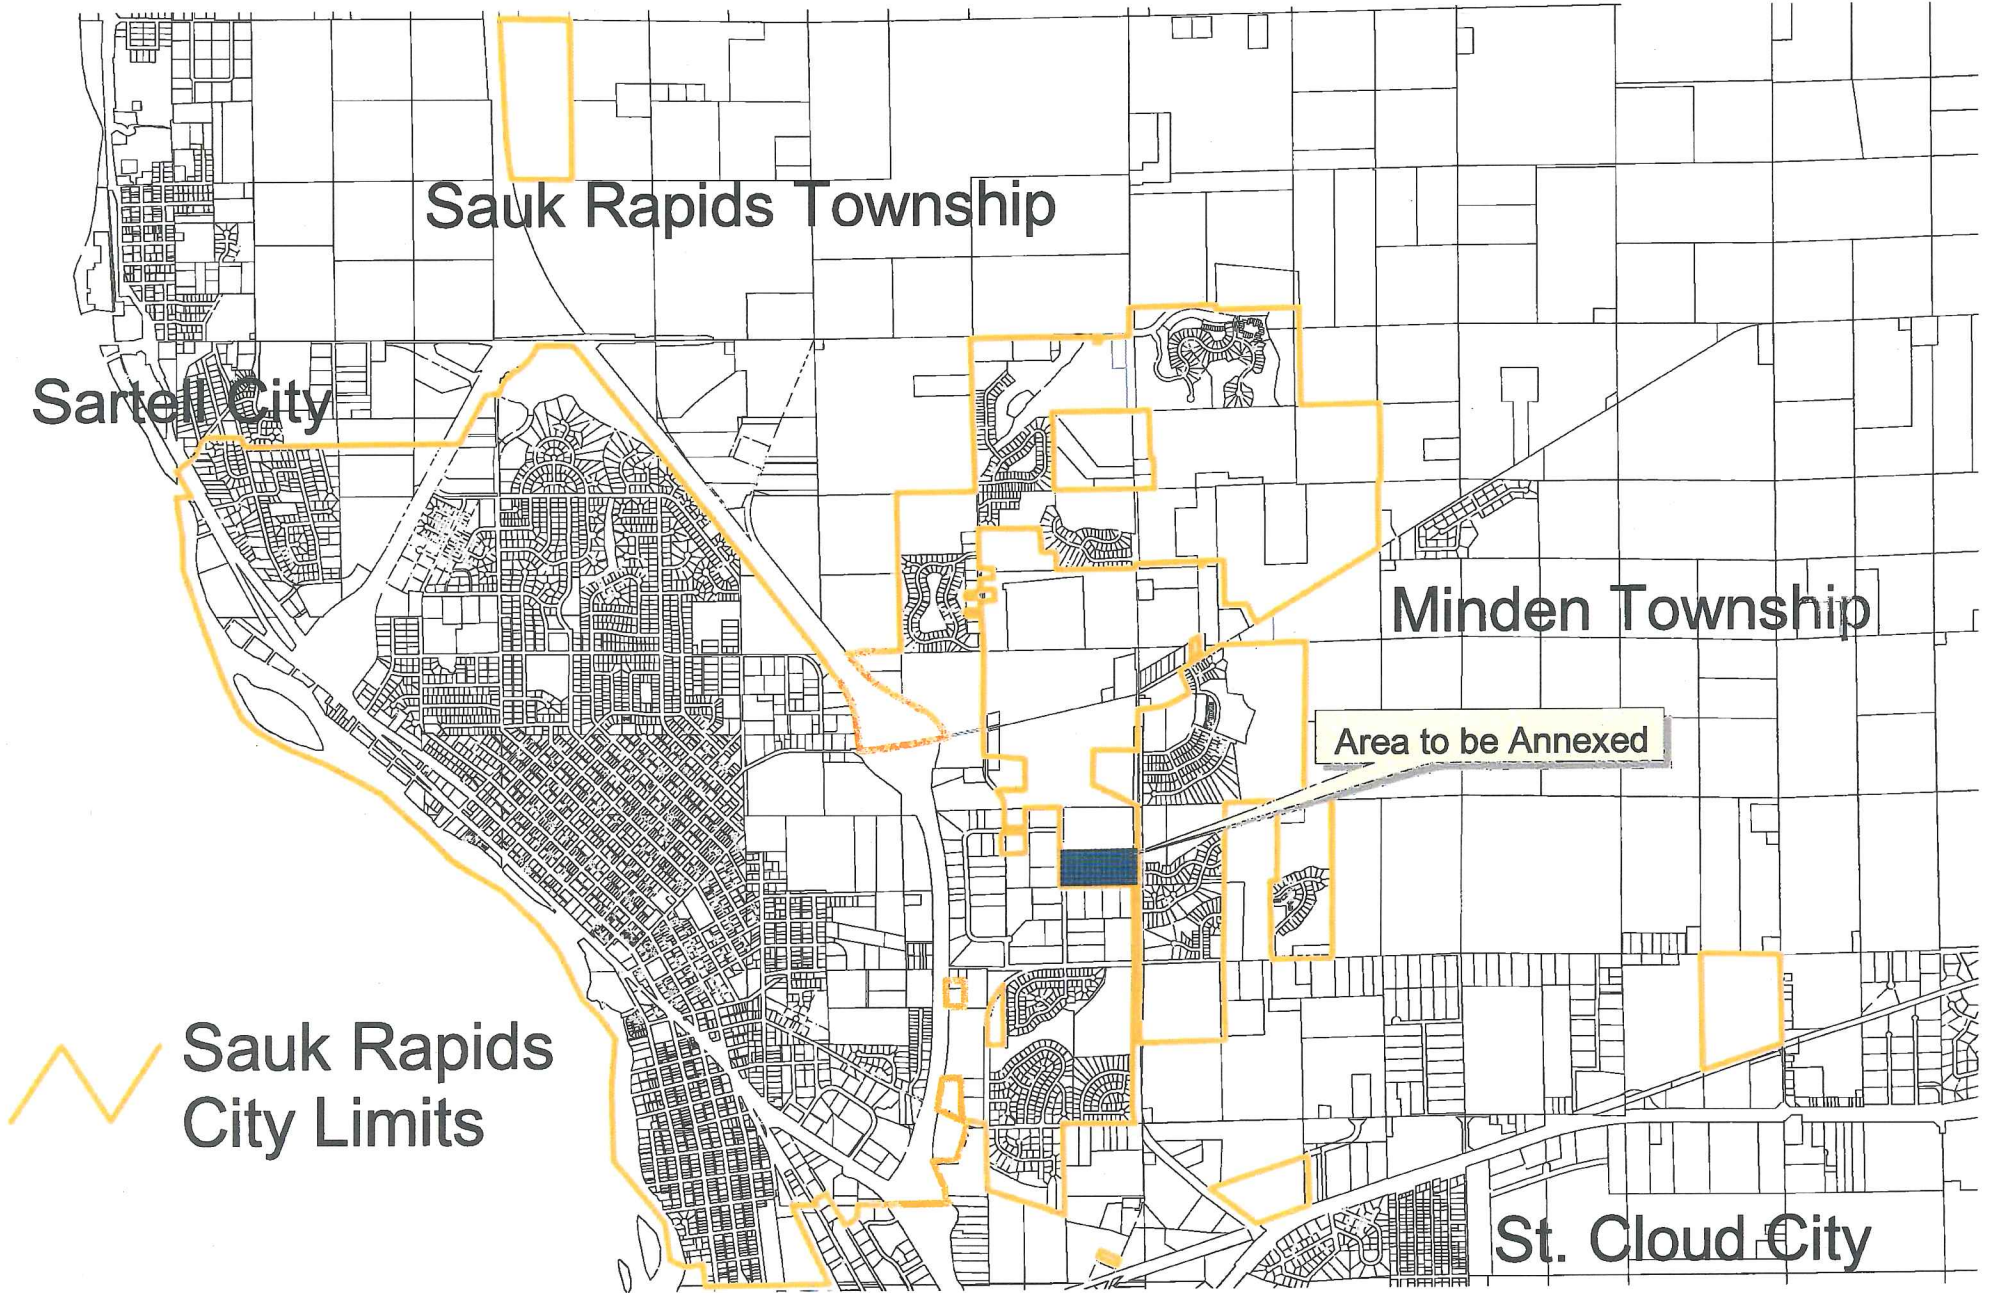 Sauk Rapids Township
Sartell City
Minden Township
Area to be Annexed
Sauk Rapids
City Limits
St. Cloud City